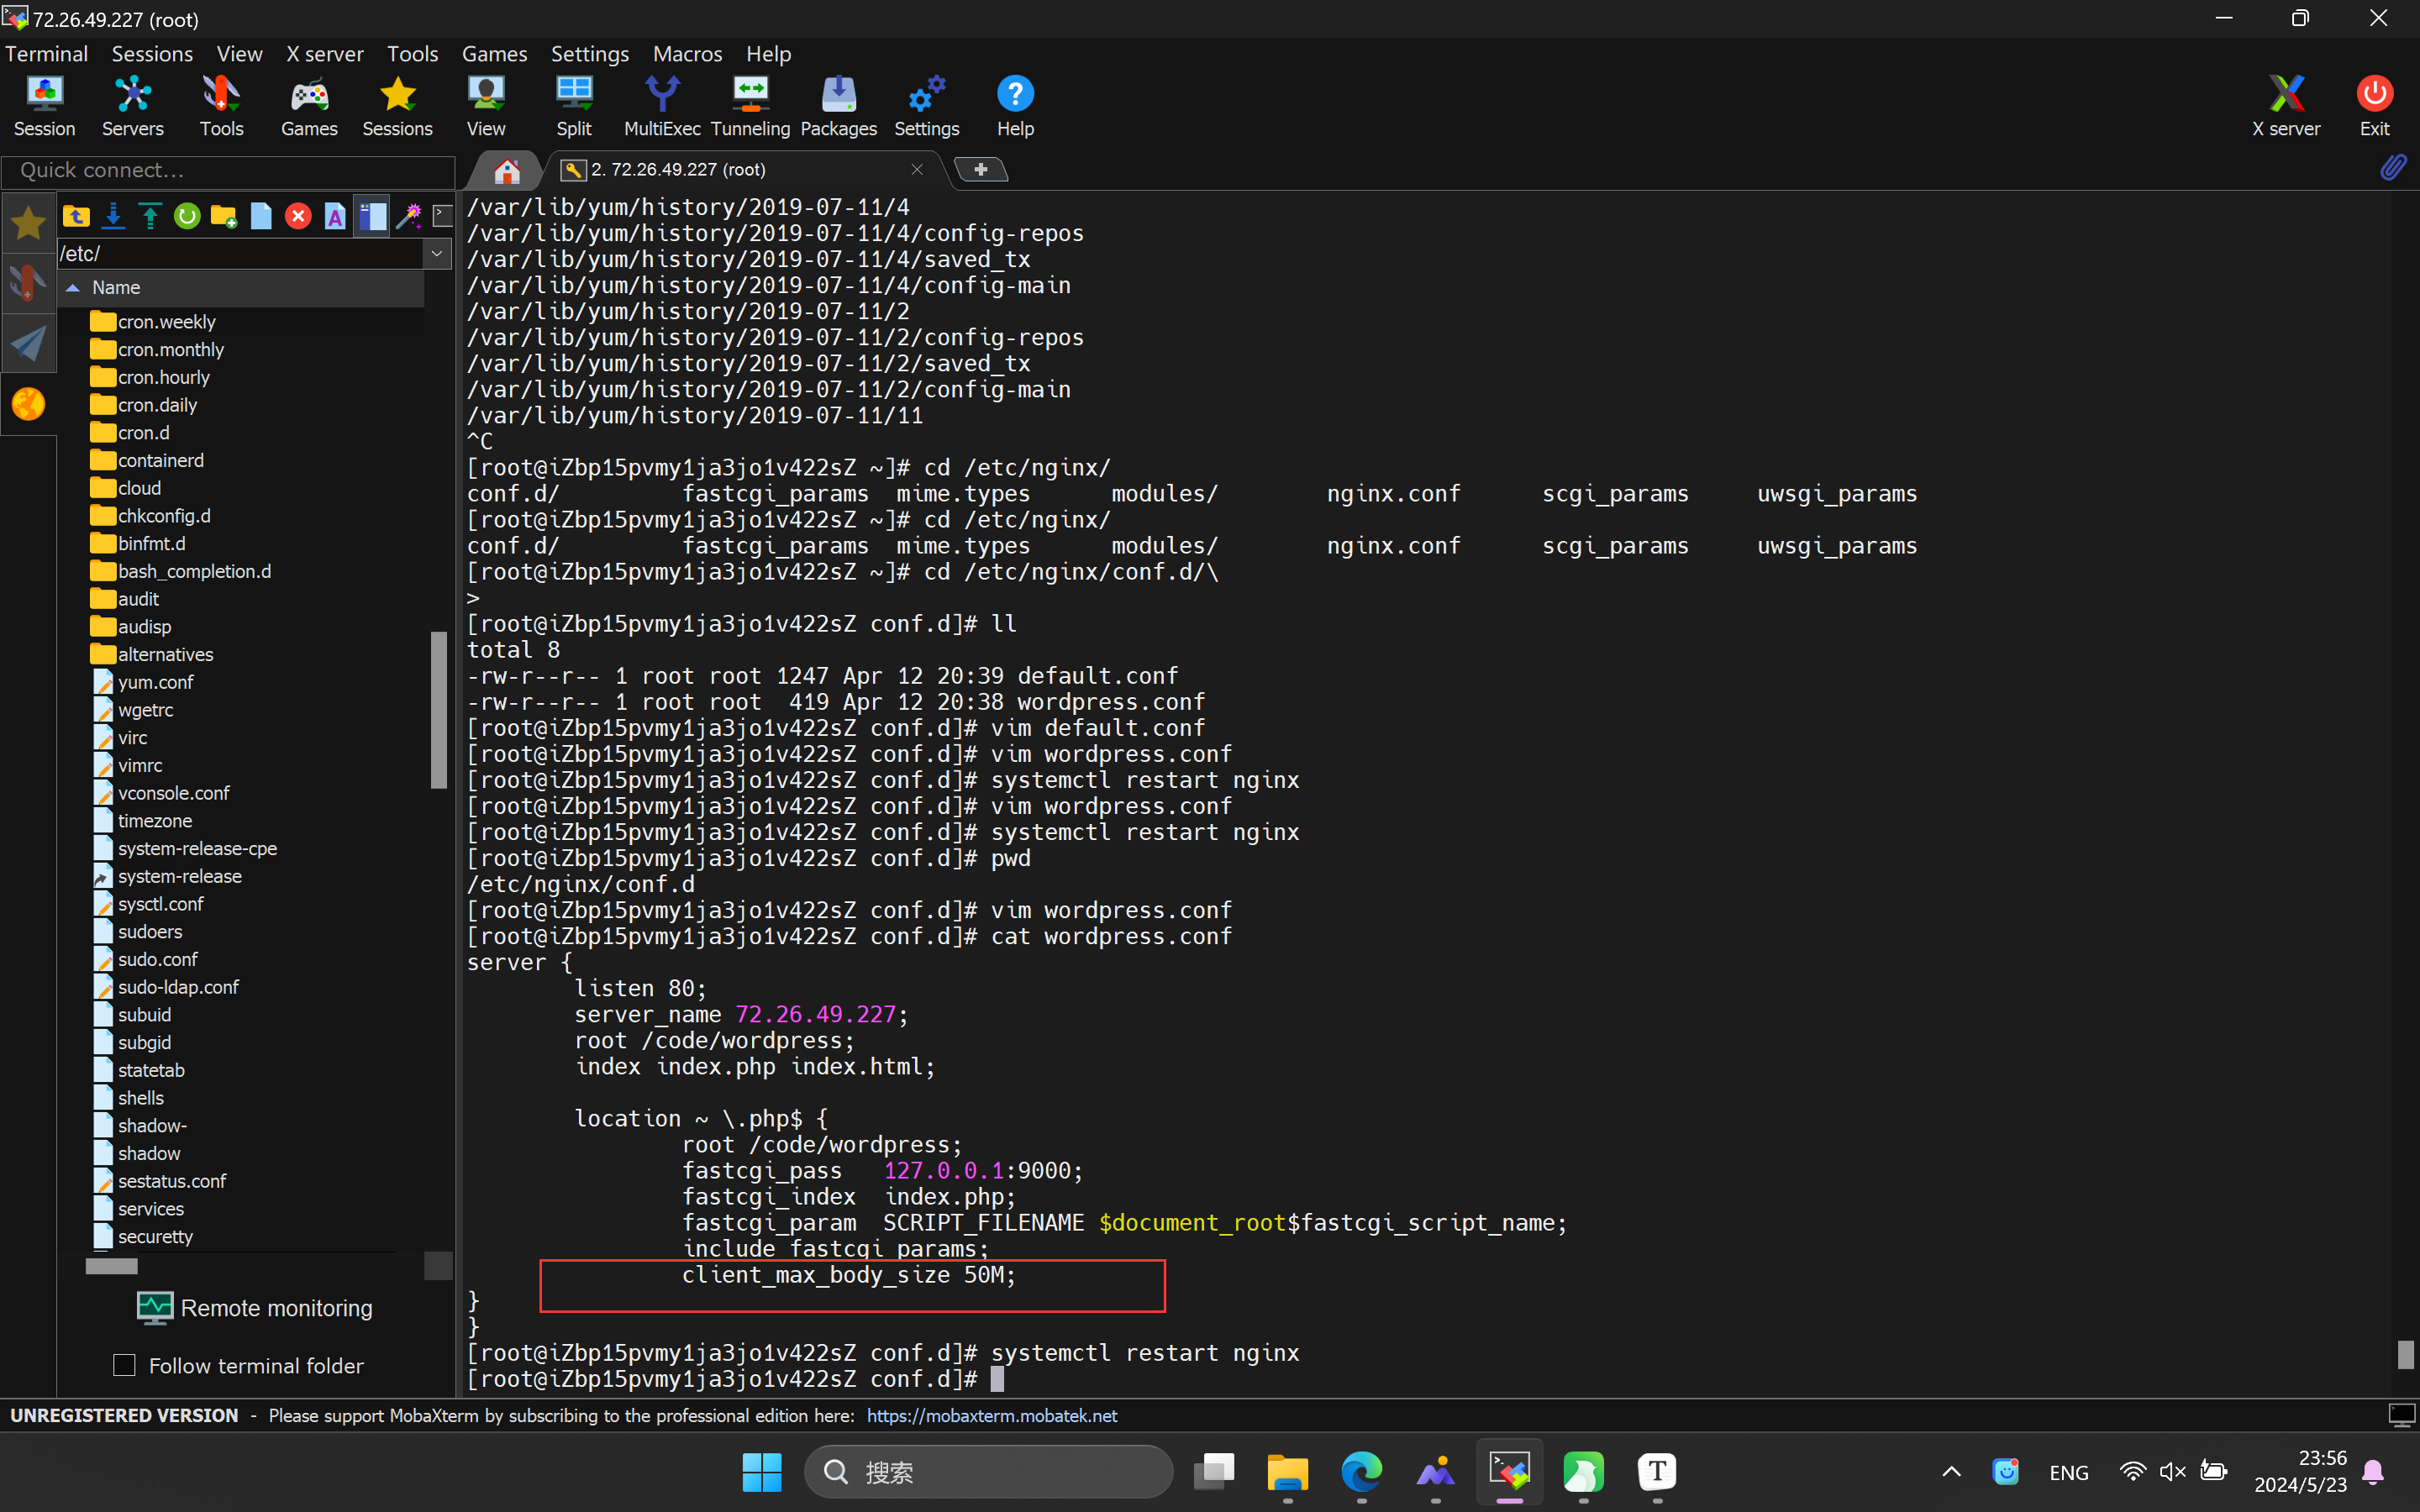 72.26.49.227 (root)
Terminal Sessions View X server Tools Games Settings Macros Help
Session Servers Tools Games Sessions View Split MultiExec Tunneling Packages Settings Help X server Exit
Quick connect...
2. 72.26.49.227 (root)
/etc/
Name
cron.weekly
cron.monthly
cron.hourly
cron.daily
cron.d
containerd
cloud
chkconfig.d
binfmt.d
bash_completion.d
audit
audisp
alternatives
yum.conf
wgetrc
virc
vimrc
vconsole.conf
timezone
system-release-cpe
system-release
sysctl.conf
sudoers
sudo.conf
sudo-ldap.conf
subuid
subgid
statetab
shells
shadow-
shadow
sestatus.conf
services
securetty
Remote monitoring
Follow terminal folder
/var/lib/yum/history/2019-07-11/4
/var/lib/yum/history/2019-07-11/4/config-repos
/var/lib/yum/history/2019-07-11/4/saved_tx
/var/lib/yum/history/2019-07-11/4/config-main
/var/lib/yum/history/2019-07-11/2
/var/lib/yum/history/2019-07-11/2/config-repos
/var/lib/yum/history/2019-07-11/2/saved_tx
/var/lib/yum/history/2019-07-11/2/config-main
/var/lib/yum/history/2019-07-11/11
^C
[root@iZbp15pvmy1ja3jo1v422sZ ~]# cd /etc/nginx/
conf.d/ fastcgi_params mime.types modules/ nginx.conf scgi_params uwsgi_params
[root@iZbp15pvmy1ja3jo1v422sZ ~]# cd /etc/nginx/
conf.d/ fastcgi_params mime.types modules/ nginx.conf scgi_params uwsgi_params
[root@iZbp15pvmy1ja3jo1v422sZ ~]# cd /etc/nginx/conf.d/\
>
[root@iZbp15pvmy1ja3jo1v422sZ conf.d]# ll
total 8
-rw-r--r-- 1 root root 1247 Apr 12 20:39 default.conf
-rw-r--r-- 1 root root 419 Apr 12 20:38 wordpress.conf
[root@iZbp15pvmy1ja3jo1v422sZ conf.d]# vim default.conf
[root@iZbp15pvmy1ja3jo1v422sZ conf.d]# vim wordpress.conf
[root@iZbp15pvmy1ja3jo1v422sZ conf.d]# systemctl restart nginx
[root@iZbp15pvmy1ja3jo1v422sZ conf.d]# vim wordpress.conf
[root@iZbp15pvmy1ja3jo1v422sZ conf.d]# systemctl restart nginx
[root@iZbp15pvmy1ja3jo1v422sZ conf.d]# pwd
/etc/nginx/conf.d
[root@iZbp15pvmy1ja3jo1v422sZ conf.d]# vim wordpress.conf
[root@iZbp15pvmy1ja3jo1v422sZ conf.d]# cat wordpress.conf
server {
listen 80;
server_name 72.26.49.227;
root /code/wordpress;
index index.php index.html;
location ~ \.php$ {
root /code/wordpress;
fastcgi_pass 127.0.0.1:9000;
fastcgi_index index.php;
fastcgi_param SCRIPT_FILENAME $document_root$fastcgi_script_name;
include fastcgi_params;
client_max_body_size 50M;
}
}
[root@iZbp15pvmy1ja3jo1v422sZ conf.d]# systemctl restart nginx
[root@iZbp15pvmy1ja3jo1v422sZ conf.d]#
UNREGISTERED VERSION - Please support MobaXterm by subscribing to the professional edition here: https://mobaxterm.mobatek.net
搜索
ENG
23:56
2024/5/23